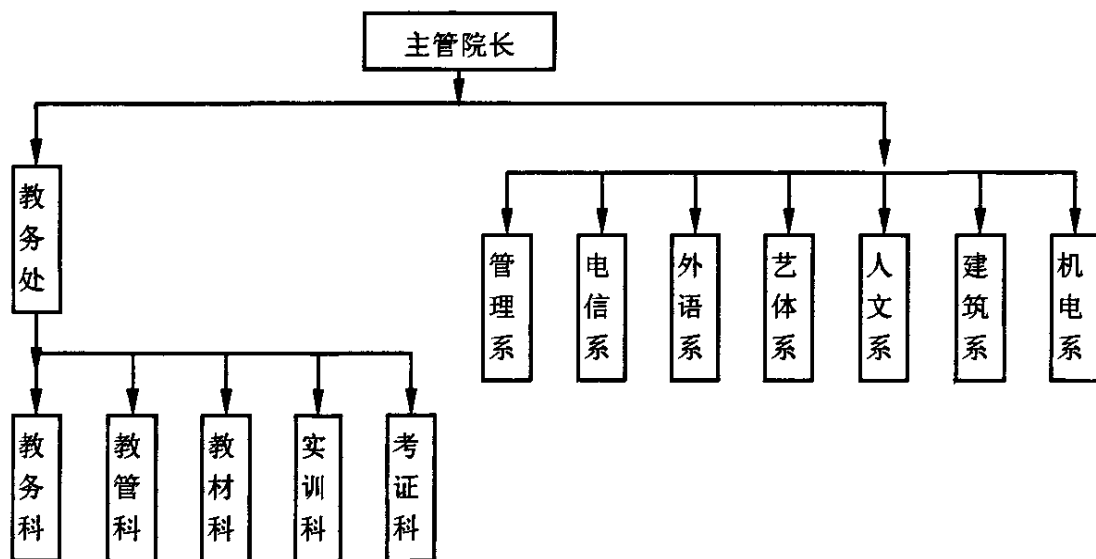 主管院长
教务处
管理系
电信系
外语系
艺体系
人文系
建筑系
机电系
教务科
教管科
教材科
实训科
考证科